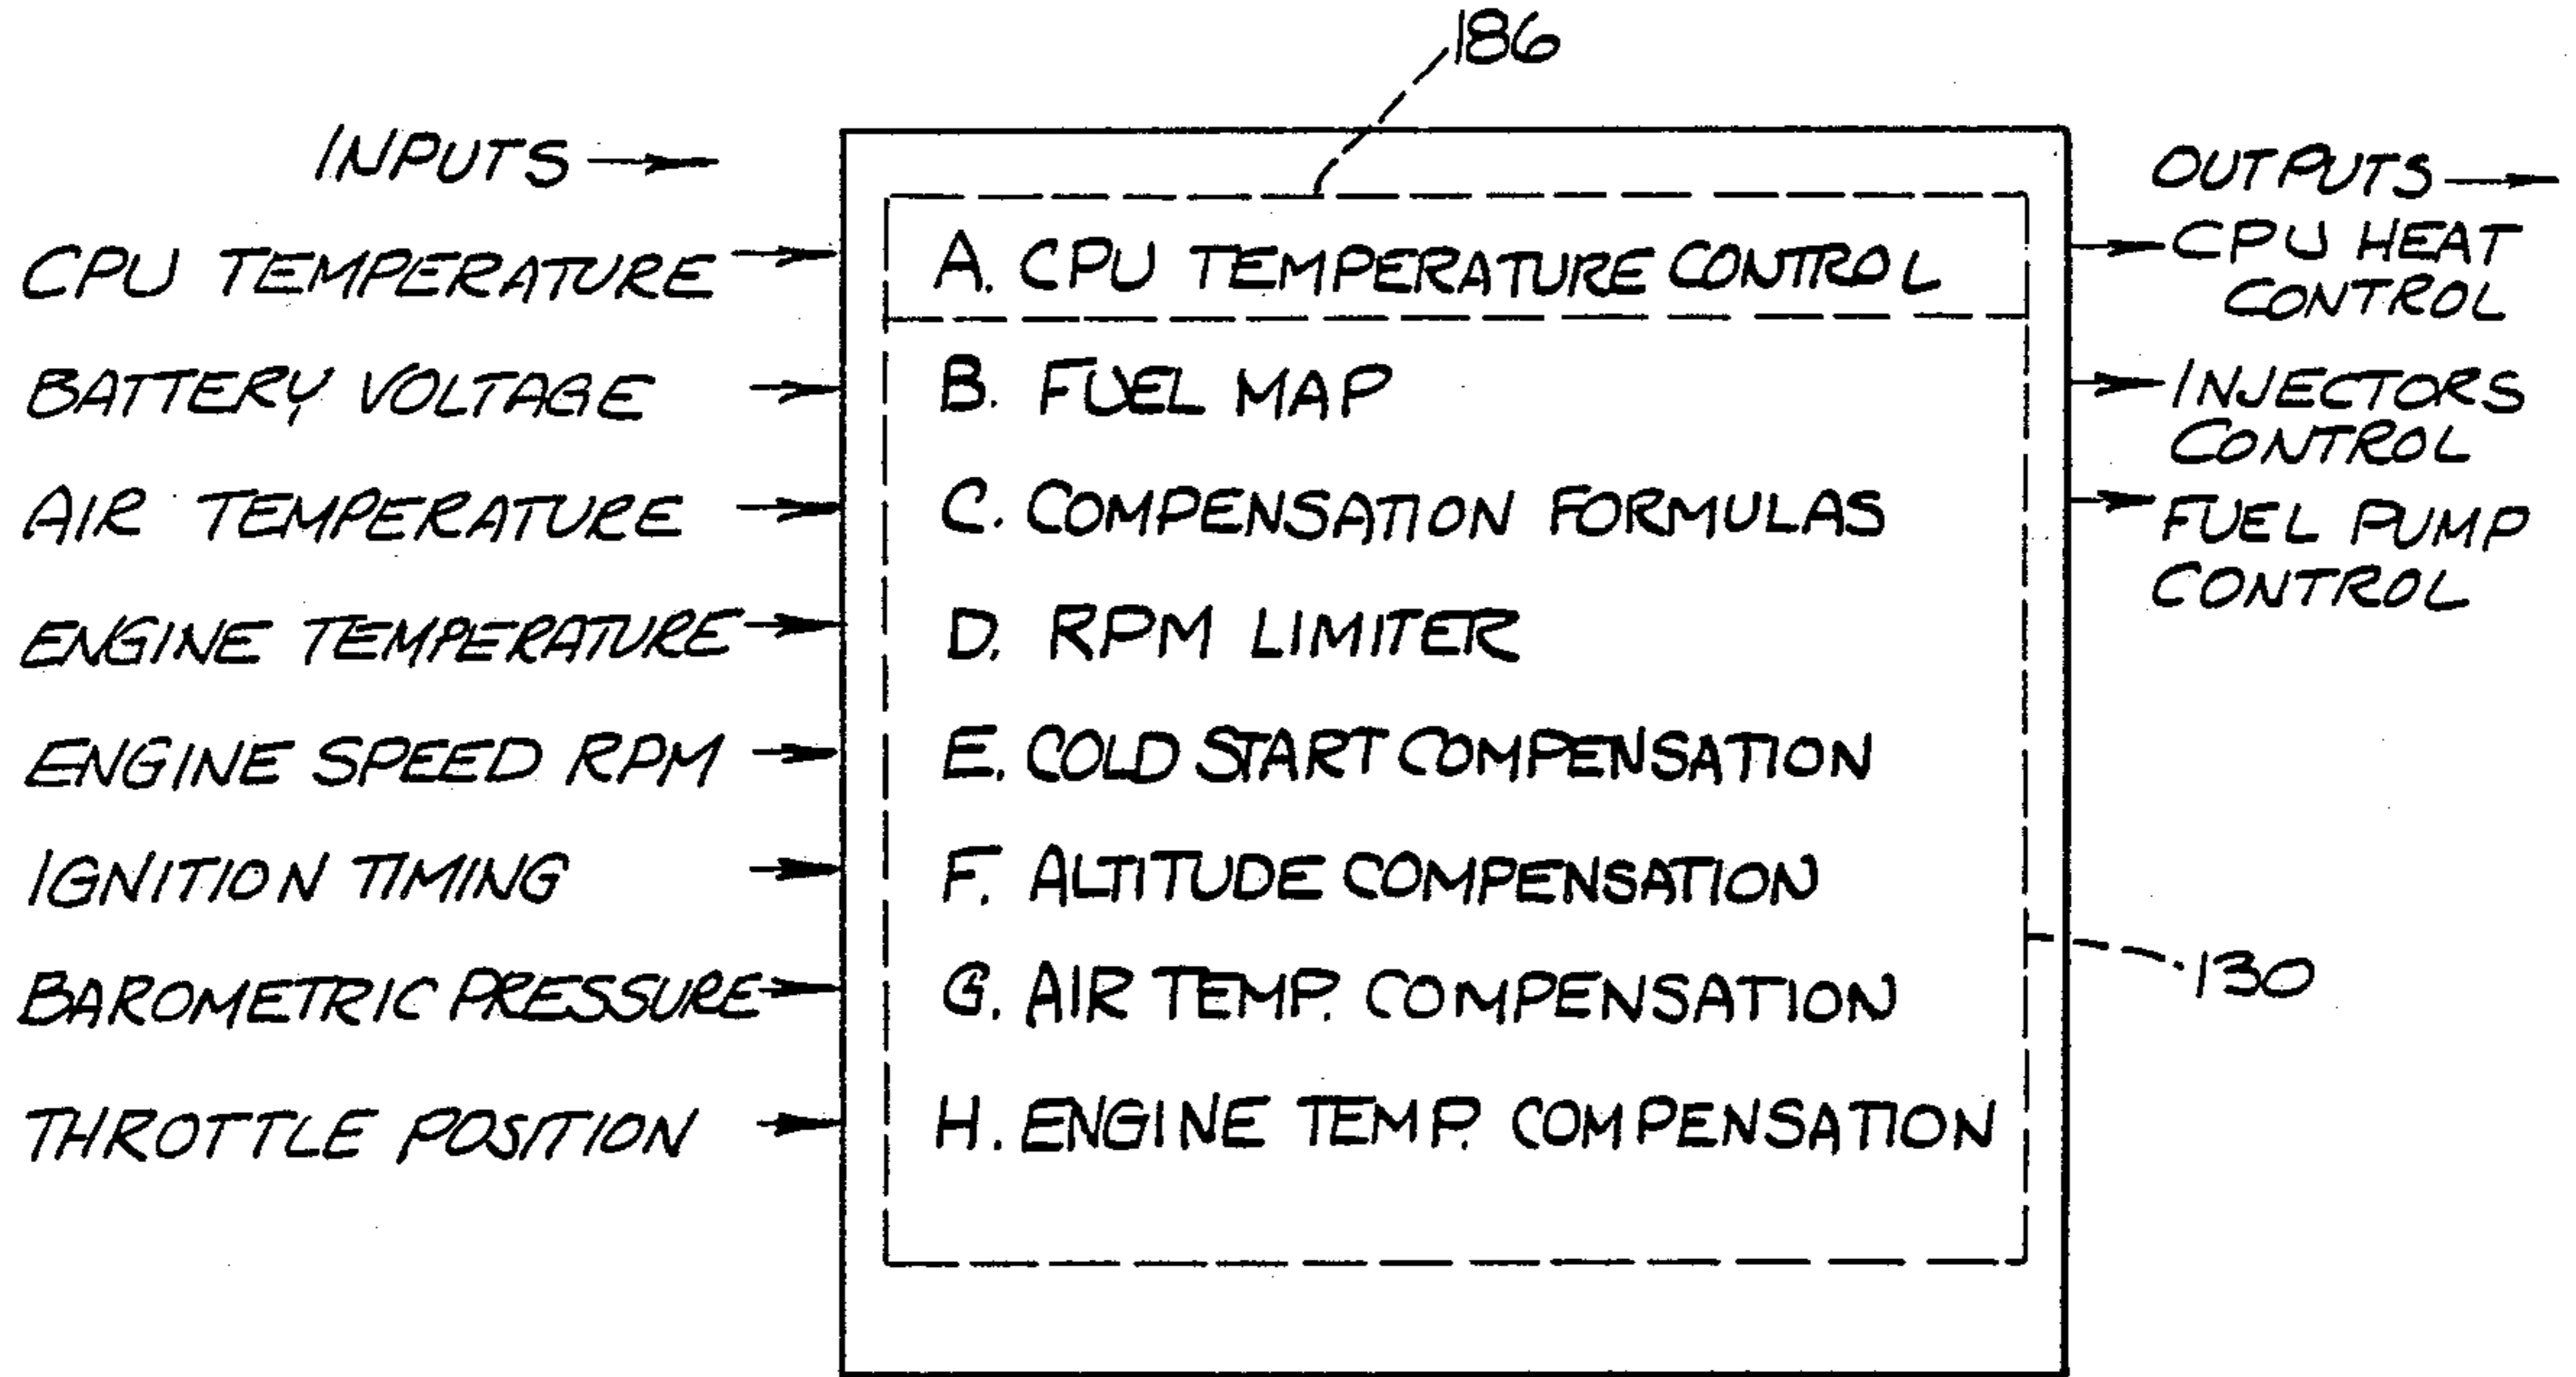 186
INPUTS
CPU TEMPERATURE
BATTERY VOLTAGE
AIR TEMPERATURE
ENGINE TEMPERATURE
ENGINE SPEED RPM
IGNITION TIMING
BAROMETRIC PRESSURE
THROTTLE POSITION
A. CPU TEMPERATURE CONTROL
B. FUEL MAP
C. COMPENSATION FORMULAS
D. RPM LIMITER
E. COLD START COMPENSATION
F. ALTITUDE COMPENSATION
G. AIR TEMP. COMPENSATION
H. ENGINE TEMP. COMPENSATION
OUTPUTS
CPU HEAT
CONTROL
INJECTORS
CONTROL
FUEL PUMP
CONTROL
130